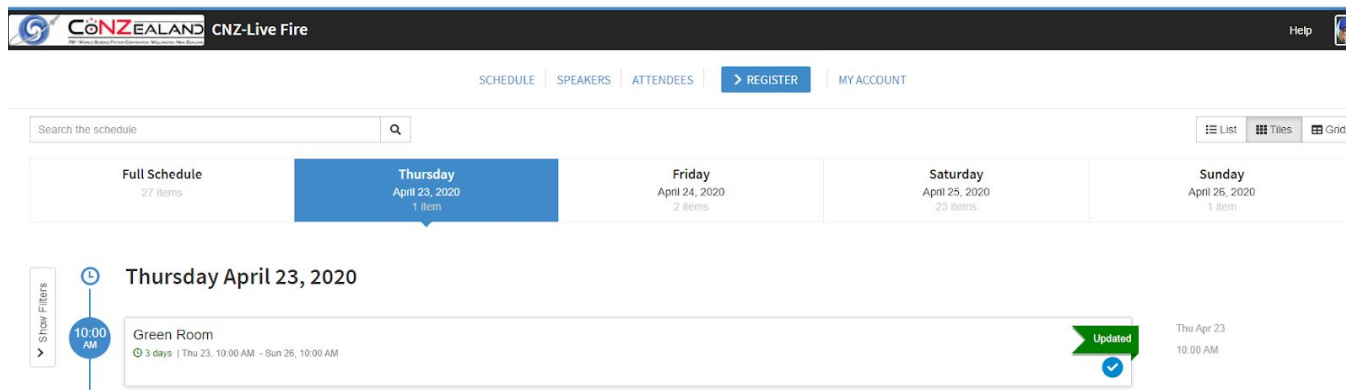 CöNZEALAND CNZ-Live Fire Help
SCHEDULE SPEAKERS ATTENDEES REGISTER MY ACCOUNT
Search the schedule List Tiles Grid
Full Schedule Thursday Friday Saturday Sunday
27 items April 23, 2020 April 24, 2020 April 25, 2020 April 26, 2020
1 item 2 items 23 items 1 item
Thursday April 23, 2020
Show Filters
10:00 AM
Green Room
3 days | Thu 23, 10:00 AM - Sun 26, 10:00 AM
Updated
Thu Apr 23
10:00 AM